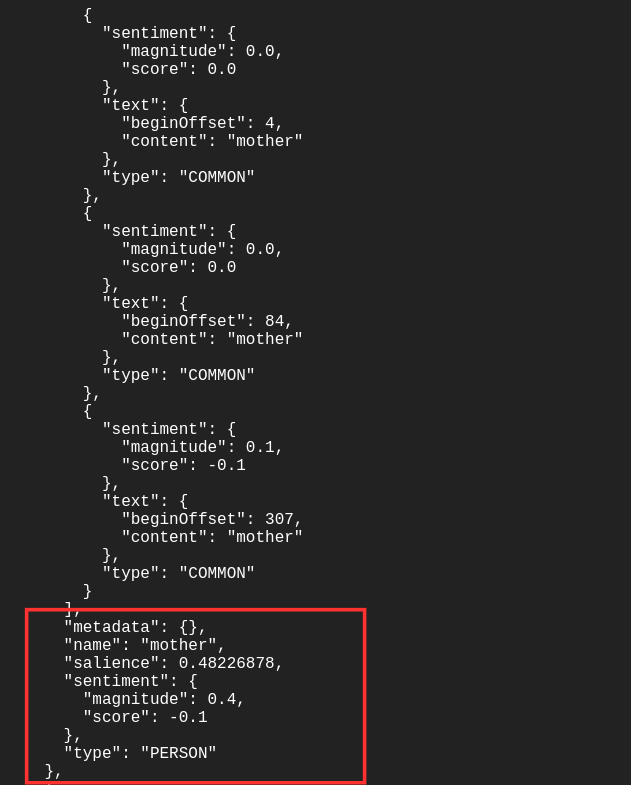 {
"sentiment": {
"magnitude": 0.0,
"score": 0.0
},
"text": {
"beginOffset": 4,
"content": "mother"
},
"type": "COMMON"
},
{
"sentiment": {
"magnitude": 0.0,
"score": 0.0
},
"text": {
"beginOffset": 84,
"content": "mother"
},
"type": "COMMON"
},
{
"sentiment": {
"magnitude": 0.1,
"score": -0.1
},
"text": {
"beginOffset": 307,
"content": "mother"
},
"type": "COMMON"
}
],
"metadata": {},
"name": "mother",
"salience": 0.48226878,
"sentiment": {
"magnitude": 0.4,
"score": -0.1
},
"type": "PERSON"
},